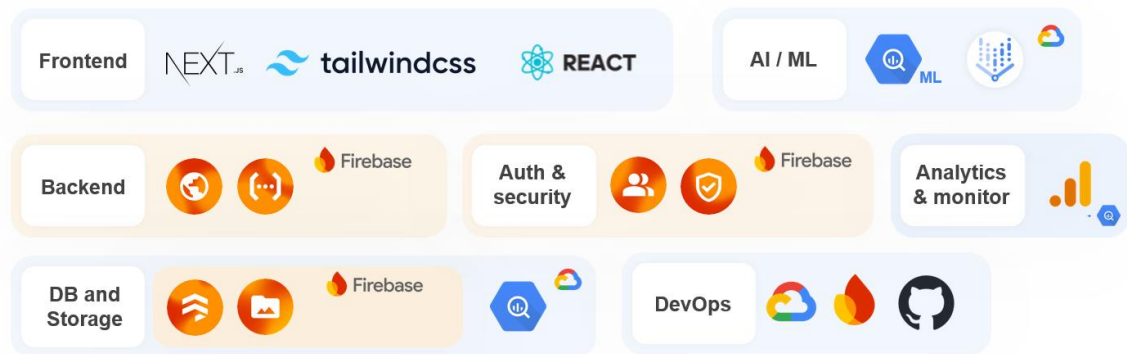 Frontend
NEXT.JS
tailwindcss
REACT
AI / ML
ML
Backend
Firebase
Auth &
security
Firebase
Analytics
& monitor
DB and
Storage
Firebase
DevOps